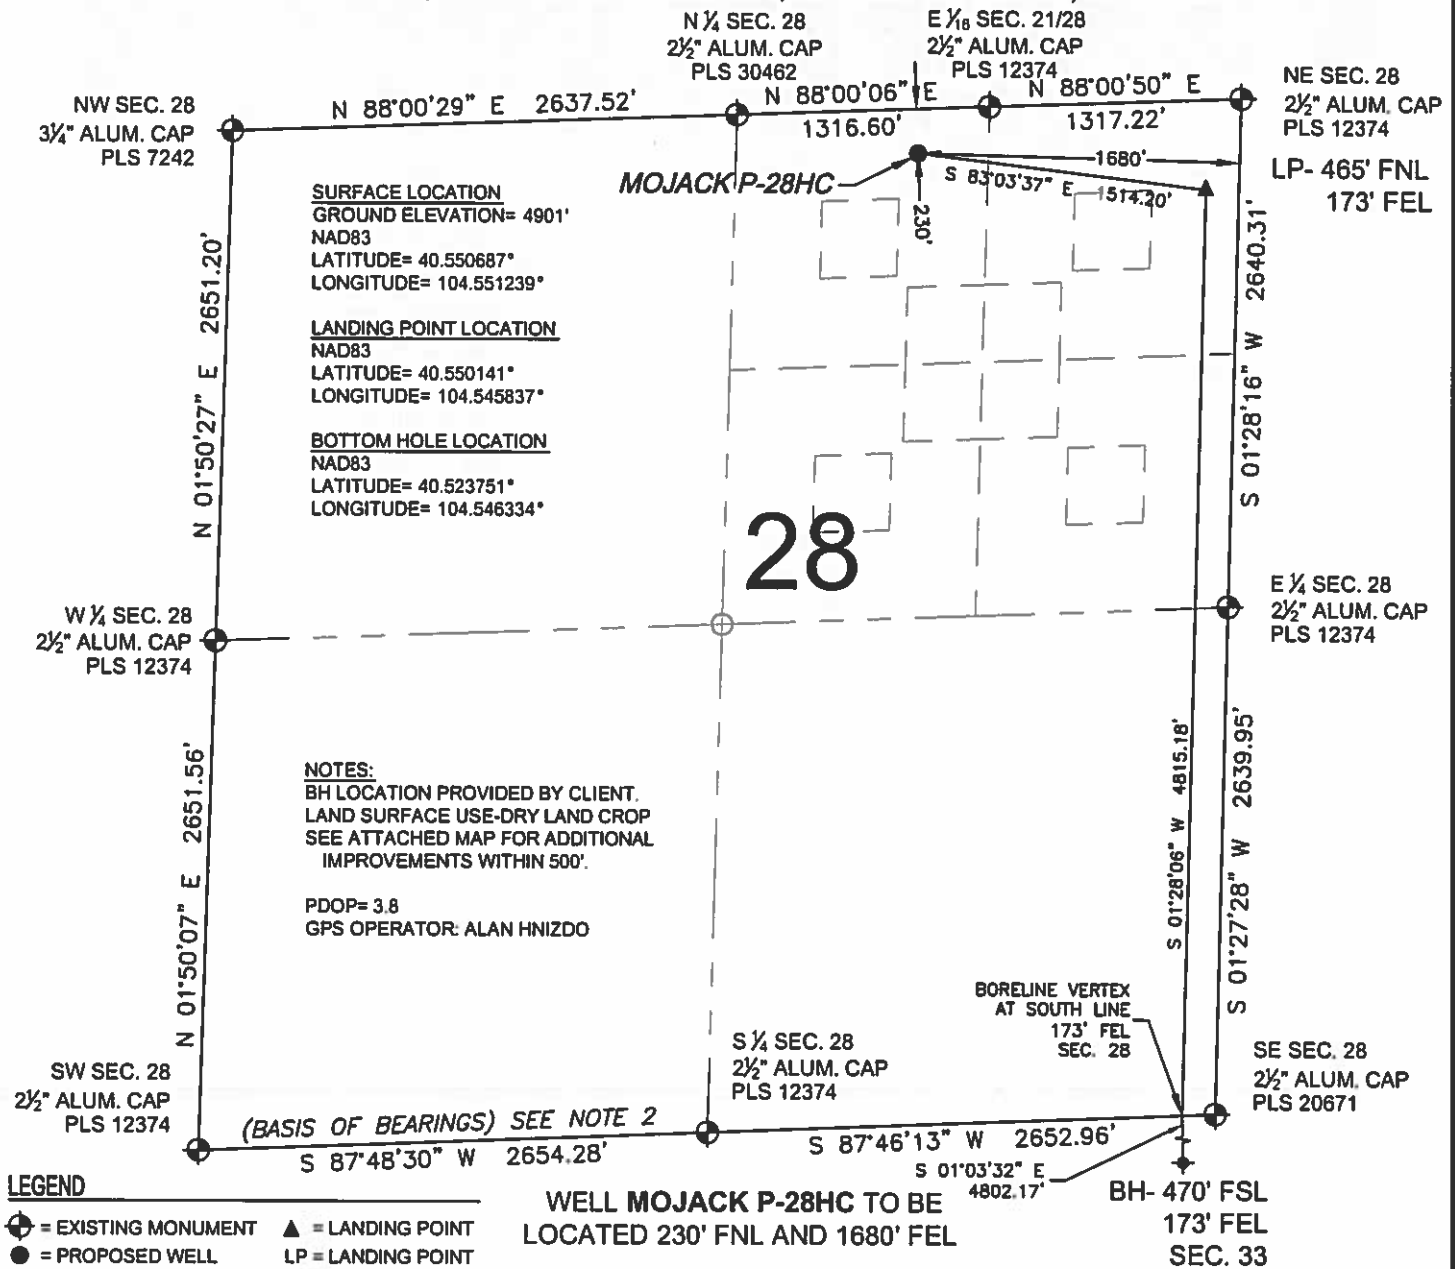 N ¼ SEC. 28
2½" ALUM. CAP
PLS 30462
E ⅟16 SEC. 21/28
2½" ALUM. CAP
PLS 12374
NW SEC. 28
3¼" ALUM. CAP
PLS 7242
N 88°00'29" E 2637.52'
N 88°00'06" E
1316.60'
N 88°00'50" E
1317.22'
NE SEC. 28
2½" ALUM. CAP
PLS 12374
LP- 465' FNL
173' FEL
MOJACK P-28HC
1680'
S 83°03'37" E 1514.20'
230'
SURFACE LOCATION
GROUND ELEVATION= 4901'
NAD83
LATITUDE= 40.550687°
LONGITUDE= 104.551239°
LANDING POINT LOCATION
NAD83
LATITUDE= 40.550141°
LONGITUDE= 104.545837°
BOTTOM HOLE LOCATION
NAD83
LATITUDE= 40.523751°
LONGITUDE= 104.546334°
N 01°50'27" E 2651.20'
S 01°28'16" W 2640.31'
28
W ¼ SEC. 28
2½" ALUM. CAP
PLS 12374
E ¼ SEC. 28
2½" ALUM. CAP
PLS 12374
NOTES:
BH LOCATION PROVIDED BY CLIENT.
LAND SURFACE USE-DRY LAND CROP
SEE ATTACHED MAP FOR ADDITIONAL
IMPROVEMENTS WITHIN 500'.
PDOP= 3.8
GPS OPERATOR: ALAN HNIZDO
N 01°50'07" E 2651.56'
S 01°28'06" W 4815.18'
S 01°27'28" W 2639.95'
BORELINE VERTEX
AT SOUTH LINE
173' FEL
SEC. 28
SW SEC. 28
2½" ALUM. CAP
PLS 12374
S ¼ SEC. 28
2½" ALUM. CAP
PLS 12374
SE SEC. 28
2½" ALUM. CAP
PLS 20671
(BASIS OF BEARINGS) SEE NOTE 2
S 87°48'30" W 2654.28'
S 87°46'13" W 2652.96'
S 01°03'32" E
4802.17'
BH- 470' FSL
173' FEL
SEC. 33
LEGEND
= EXISTING MONUMENT
= LANDING POINT
= PROPOSED WELL
LP = LANDING POINT
WELL MOJACK P-28HC TO BE
LOCATED 230' FNL AND 1680' FEL